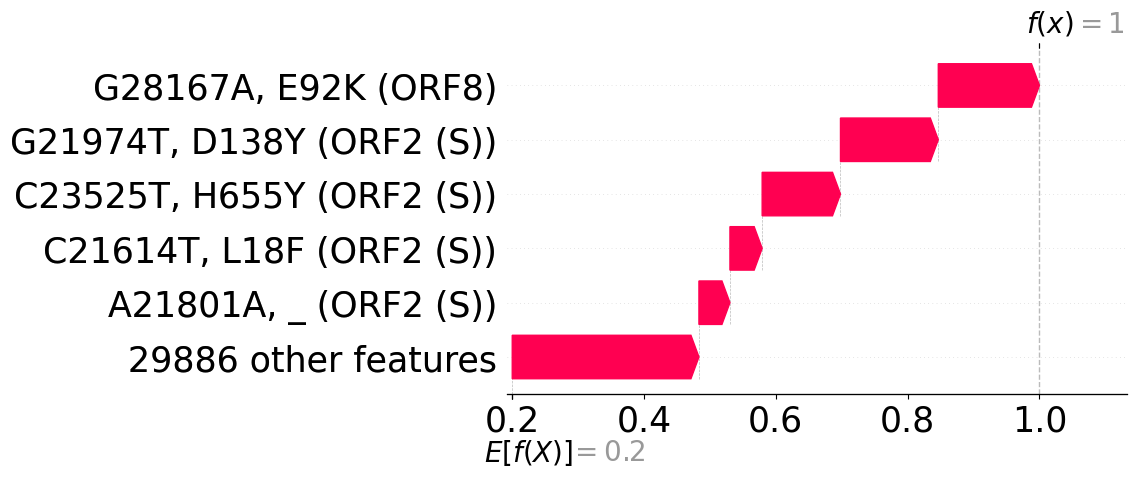 f(x) = 1
G28167A, E92K (ORF8)
G21974T, D138Y (ORF2 (S))
C23525T, H655Y (ORF2 (S))
C21614T, L18F (ORF2 (S))
A21801A, _ (ORF2 (S))
29886 other features
0.2 0.4 0.6 0.8 1.0
E[f(X)] = 0.2